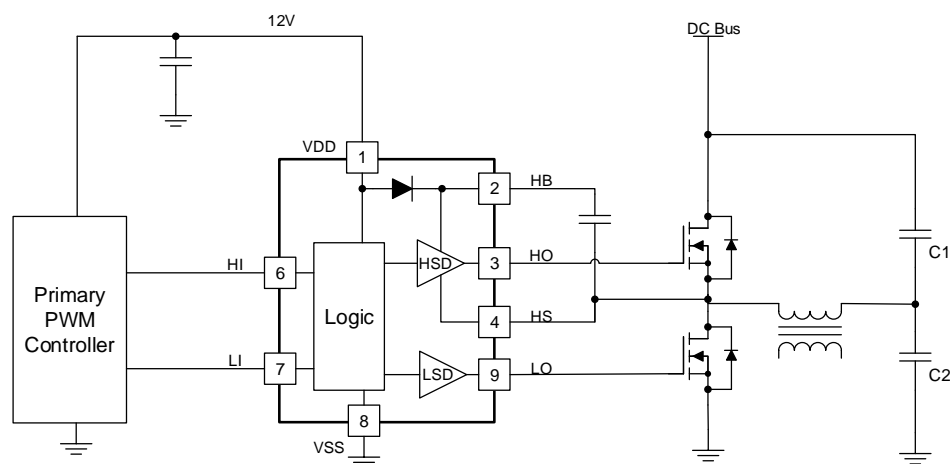 12V
DC Bus
VDD
1
2
HB
HI
6
HSD
3
HO
C1
Primary
PWM
Controller
Logic
4
HS
LI
7
LSD
9
LO
C2
8
VSS